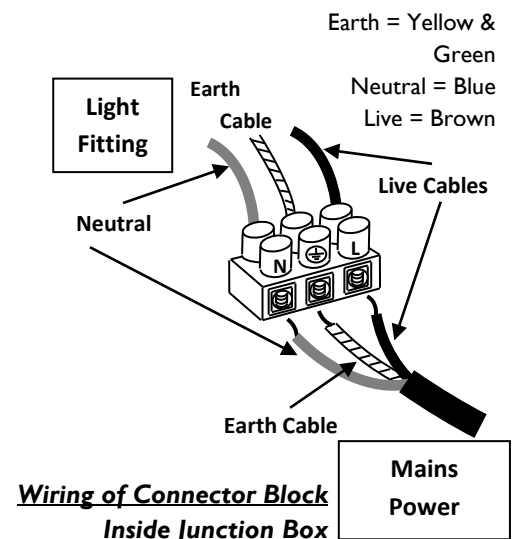 Earth = Yellow &
Green
Neutral = Blue
Live = Brown
Light
Fitting
Earth
Cable
Live Cables
Neutral
N
L
Earth Cable
Mains
Power
Wiring of Connector Block
Inside Junction Box